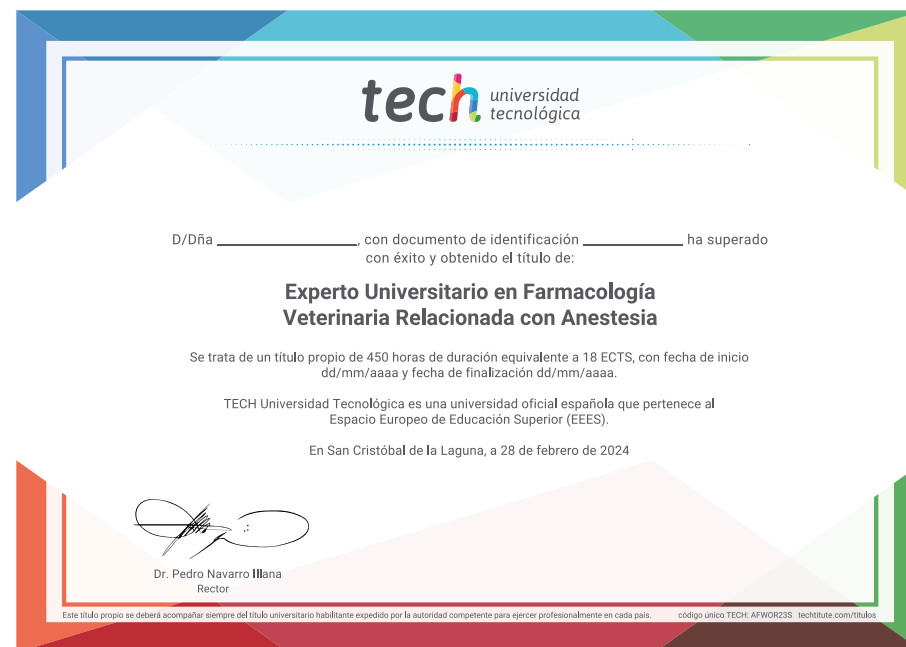 tech universidad
tecnológica
D/Dña ______________, con documento de identificación __________ ha superado
con éxito y obtenido el título de:
Experto Universitario en Farmacología
Veterinaria Relacionada con Anestesia
Se trata de un título propio de 450 horas de duración equivalente a 18 ECTS, con fecha de inicio
dd/mm/aaaa y fecha de finalización dd/mm/aaaa.
TECH Universidad Tecnológica es una universidad oficial española que pertenece al
Espacio Europeo de Educación Superior (EEES).
En San Cristóbal de la Laguna, a 28 de febrero de 2024
Dr. Pedro Navarro Illana
Rector
Este título propio se deberá acompañar siempre del título universitario habilitante expedido por la autoridad competente para ejercer profesionalmente en cada país. código único TECH: AFWOR23S techtitute.com/titulos